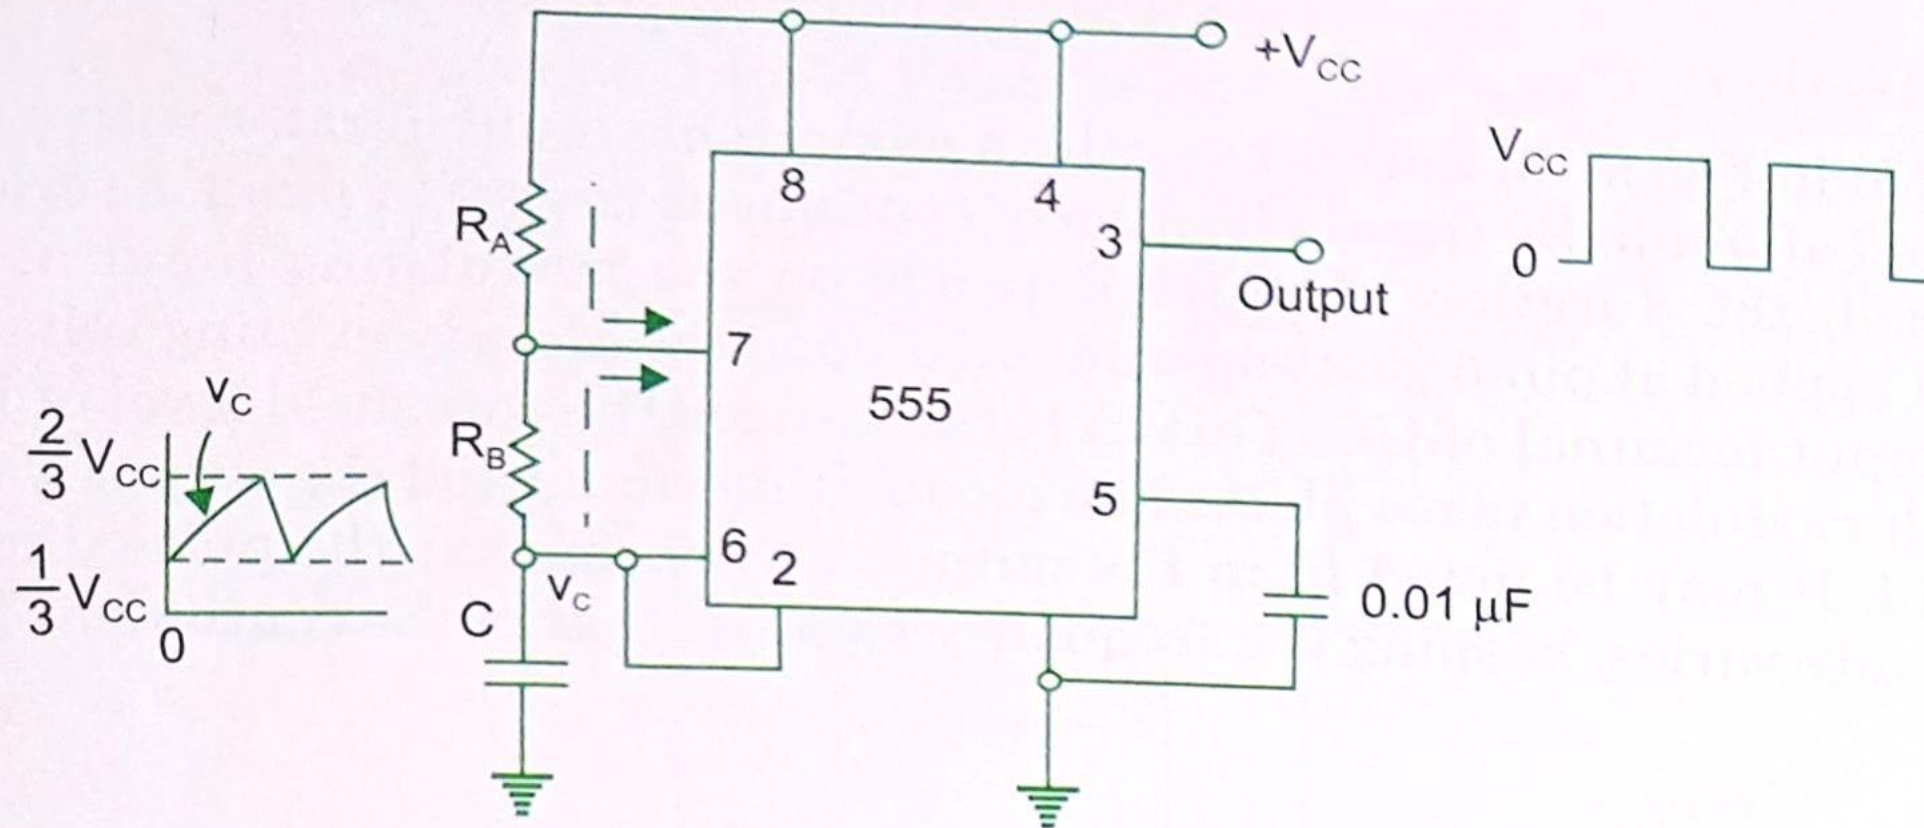 +V_CC
8
4
3
Output
V_CC
0
R_A
7
555
v_C
2/3 V_CC
1/3 V_CC
0
R_B
6
2
5
v_C
C
0.01 μF